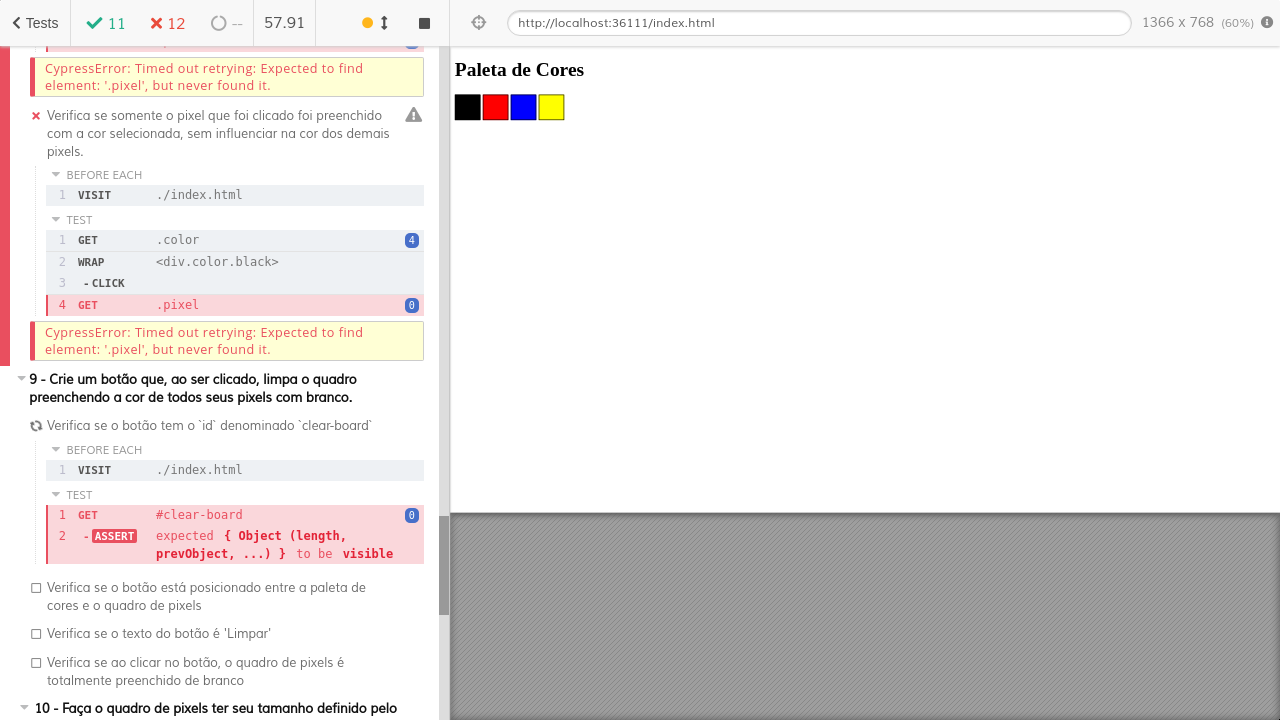 Tests
11
12
--
57.91
http://localhost:36111/index.html
1366 x 768 (60%)
CypressError: Timed out retrying: Expected to find
element: '.pixel', but never found it.
Verifica se somente o pixel que foi clicado foi preenchido
com a cor selecionada, sem influenciar na cor dos demais
pixels.
BEFORE EACH
1 VISIT ./index.html
TEST
1 GET .color 4
2 WRAP <div.color.black>
3 -CLICK
4 GET .pixel 0
CypressError: Timed out retrying: Expected to find
element: '.pixel', but never found it.
9 - Crie um botão que, ao ser clicado, limpa o quadro
preenchendo a cor de todos seus pixels com branco.
Verifica se o botão tem o `id` denominado `clear-board`
BEFORE EACH
1 VISIT ./index.html
TEST
1 GET #clear-board 0
2 -ASSERT expected { Object (length,
prevObject, ...) } to be visible
Verifica se o botão está posicionado entre a paleta de
cores e o quadro de pixels
Verifica se o texto do botão é 'Limpar'
Verifica se ao clicar no botão, o quadro de pixels é
totalmente preenchido de branco
10 - Faça o quadro de pixels ter seu tamanho definido pelo
Paleta de Cores